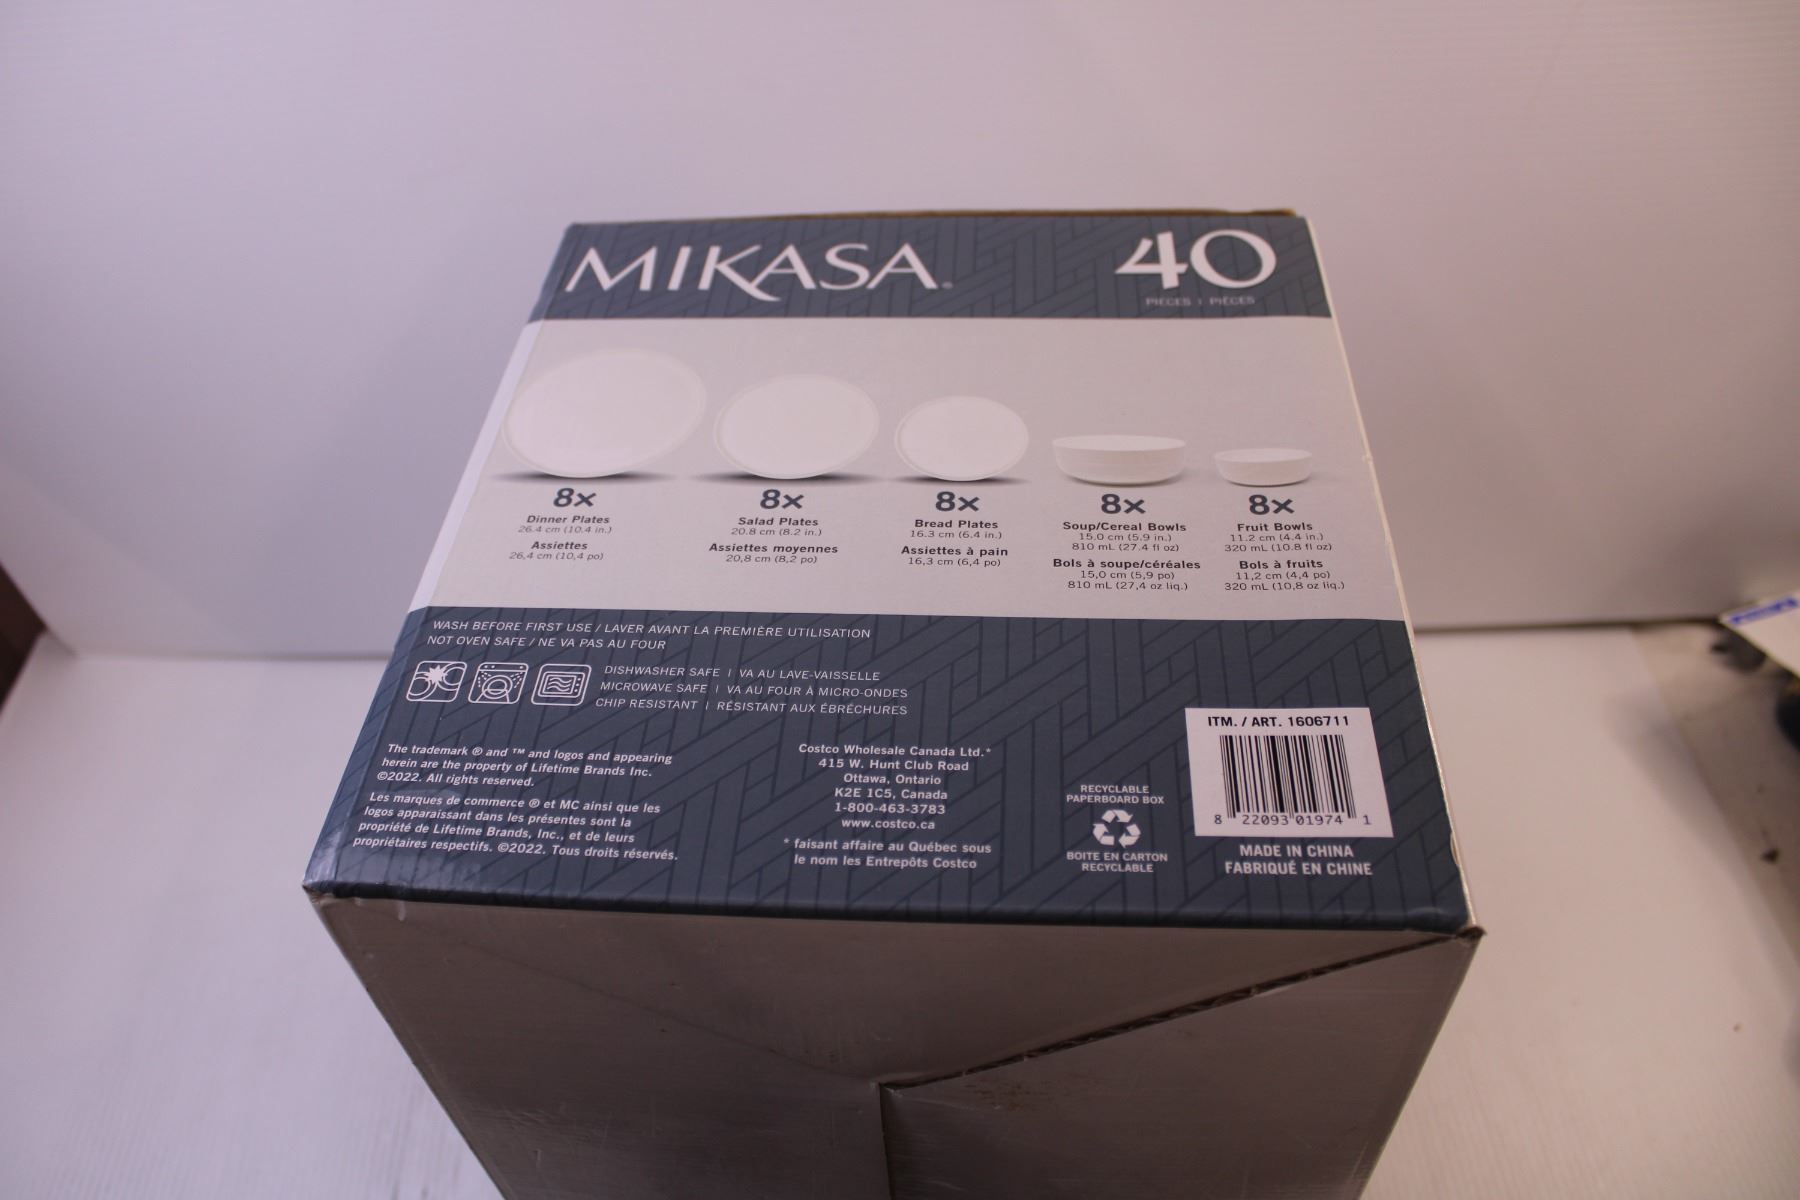 MIKASA®
40
PIECES | PIÈCES
8x
Dinner Plates
26.4 cm (10.4 in.)
Assiettes
26,4 cm (10,4 po)
8x
Salad Plates
20.8 cm (8.2 in.)
Assiettes moyennes
20,8 cm (8,2 po)
8x
Bread Plates
16.3 cm (6.4 in.)
Assiettes à pain
16,3 cm (6,4 po)
8x
Soup/Cereal Bowls
15.0 cm (5.9 in.)
810 mL (27.4 fl oz)
Bols à soupe/céréales
15,0 cm (5,9 po)
810 mL (27,4 oz liq.)
8x
Fruit Bowls
11.2 cm (4.4 in.)
320 mL (10.8 fl oz)
Bols à fruits
11,2 cm (4,4 po)
320 mL (10,8 oz liq.)
WASH BEFORE FIRST USE / LAVER AVANT LA PREMIÈRE UTILISATION
NOT OVEN SAFE / NE VA PAS AU FOUR
DISHWASHER SAFE | VA AU LAVE-VAISSELLE
MICROWAVE SAFE | VA AU FOUR À MICRO-ONDES
CHIP RESISTANT | RÉSISTANT AUX ÉBRÉCHURES
The trademark ® and ™ and logos and appearing
herein are the property of Lifetime Brands Inc.
©2022. All rights reserved.
Les marques de commerce ® et MC ainsi que les
logos apparaissant dans les présentes sont la
propriété de Lifetime Brands, Inc., et de leurs
propriétaires respectifs. ©2022. Tous droits réservés.
Costco Wholesale Canada Ltd.*
415 W. Hunt Club Road
Ottawa, Ontario
K2E 1C5, Canada
1-800-463-3783
www.costco.ca
* faisant affaire au Québec sous
le nom les Entrepôts Costco
RECYCLABLE
PAPERBOARD BOX
BOITE EN CARTON
RECYCLABLE
ITM. / ART. 1606711
8 22093 01974 1
MADE IN CHINA
FABRIQUÉ EN CHINE